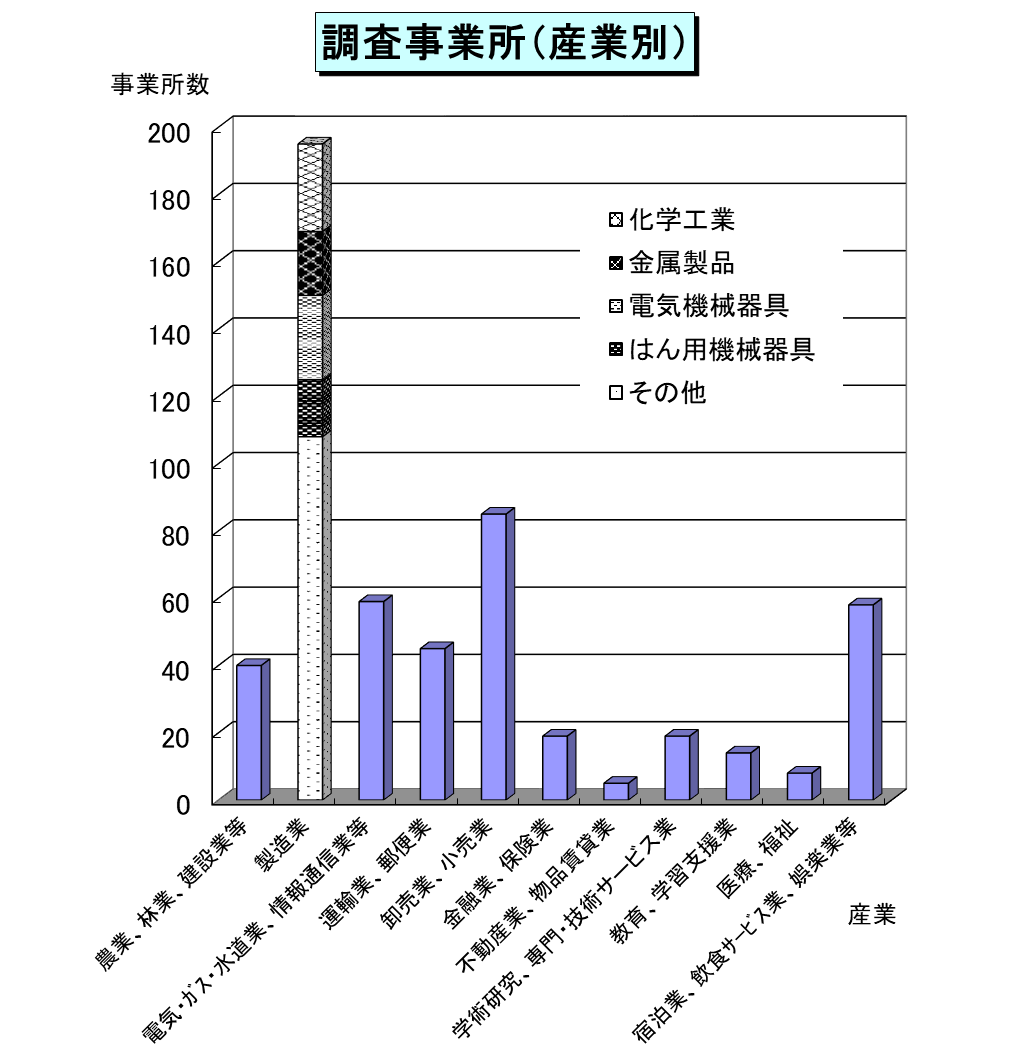 調査事業所(産業別)
事業所数
200
180
160
140
120
100
80
60
40
20
0
化学工業
金属製品
電気機械器具
はん用機械器具
その他
農業、林業、建設業等
製造業
電気・ガス・水道業、情報通信業等
運輸業、郵便業
卸売業、小売業
金融業、保険業
不動産業、物品賃貸業
学術研究、専門・技術サービス業
教育、学習支援業
医療、福祉
宿泊業、飲食サービス業、娯楽業等
産業